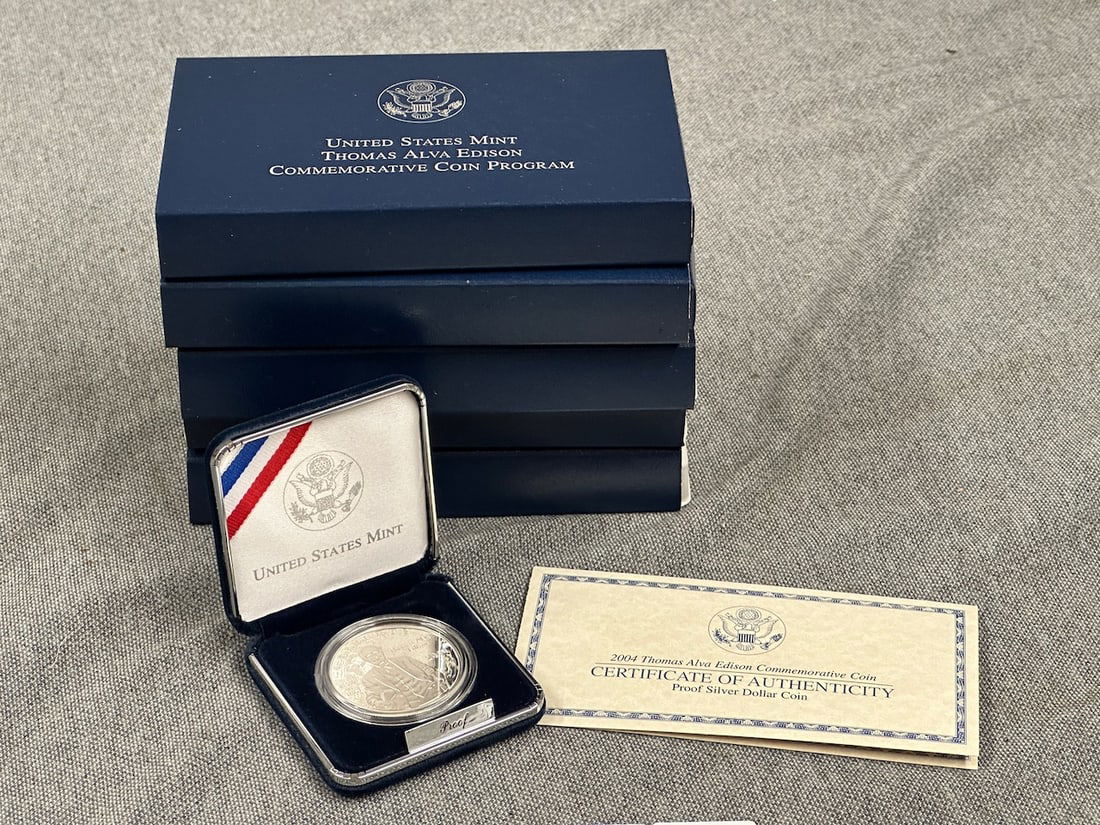 UNITED STATES MINT
THOMAS ALVA EDISON
COMMEMORATIVE COIN PROGRAM
UNITED STATES MINT
Proof
2004 Thomas Alva Edison Commemorative Coin
CERTIFICATE OF AUTHENTICITY
Proof Silver Dollar Coin